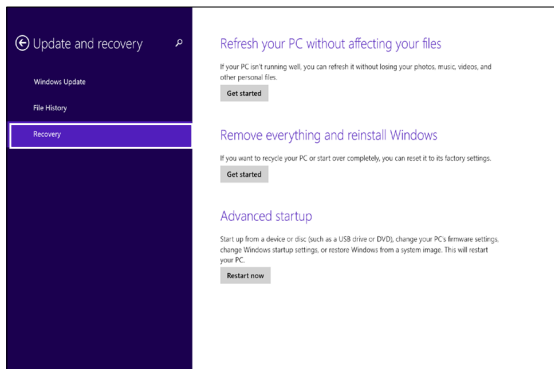 Update and recovery
Windows Update
File History
Recovery
Refresh your PC without affecting your files
If your PC isn't running well, you can refresh it without losing your photos, music, videos, and
other personal files.
Get started
Remove everything and reinstall Windows
If you want to recycle your PC or start over completely, you can reset it to its factory settings.
Get started
Advanced startup
Start up from a device or disc (such as a USB drive or DVD), change your PC's firmware settings,
change Windows startup settings, or restore Windows from a system image. This will restart
your PC.
Restart now